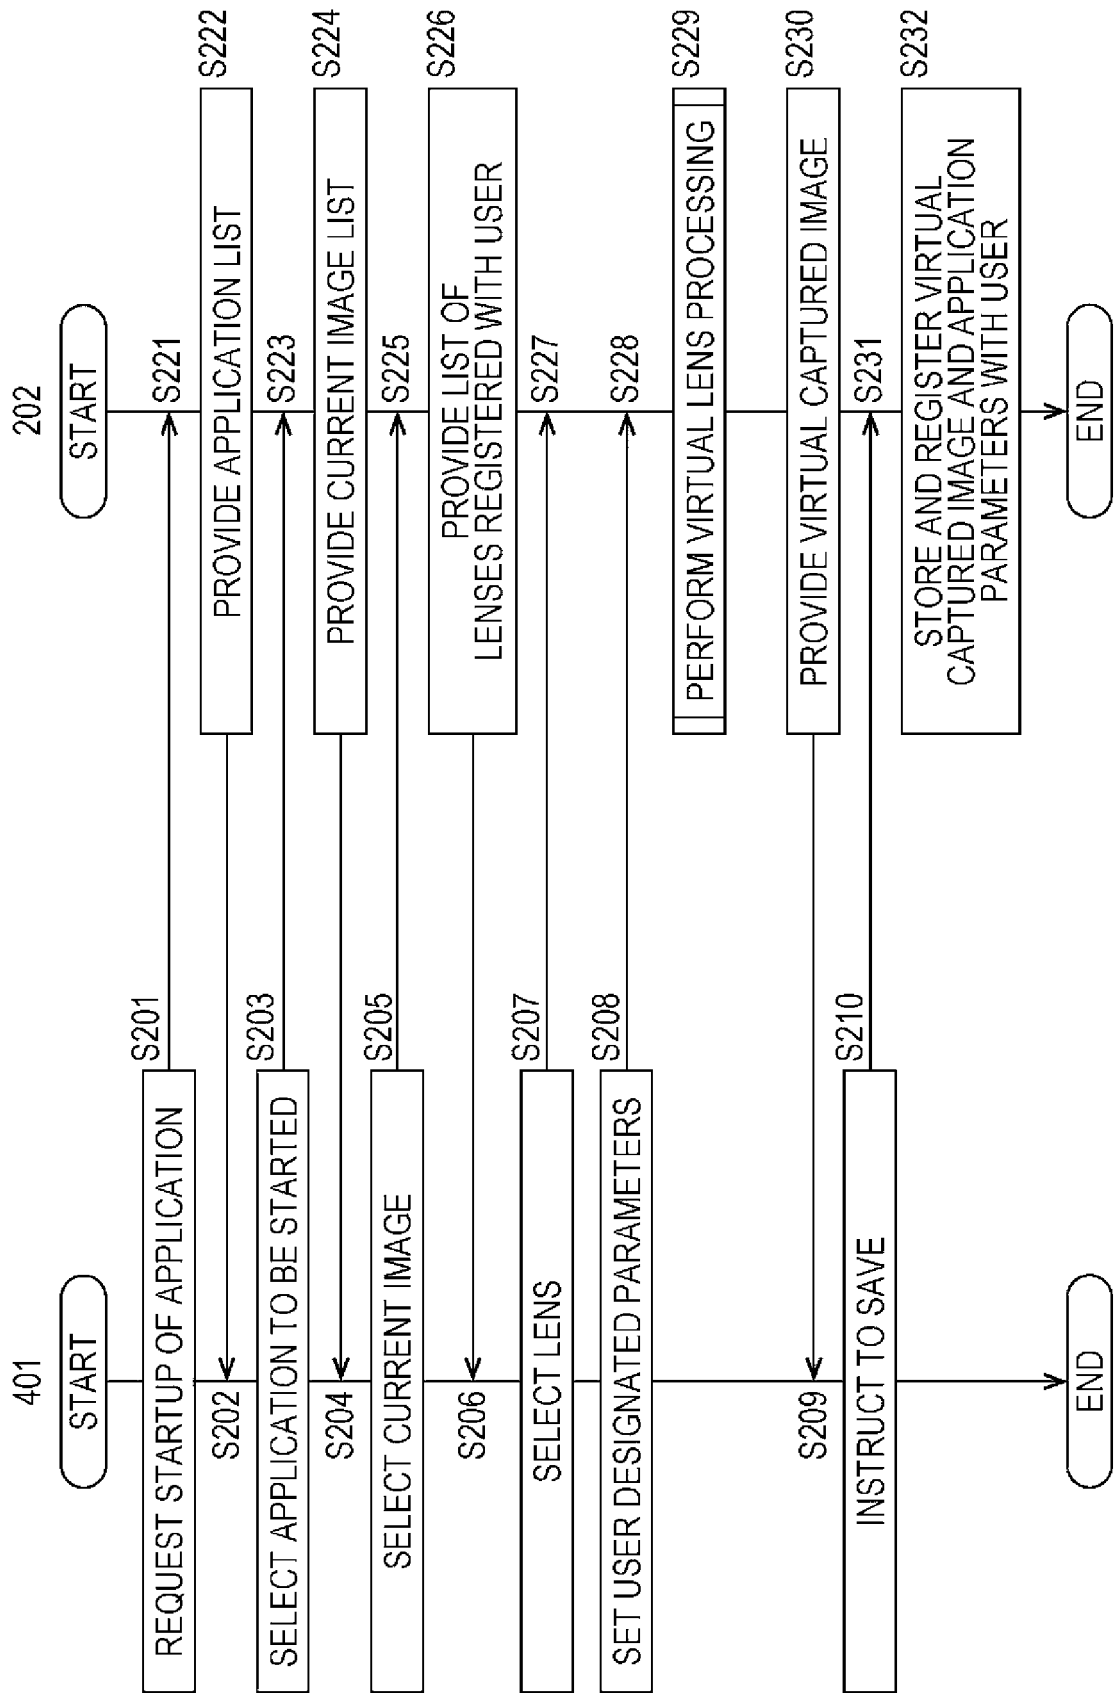 401
START
REQUEST STARTUP OF APPLICATION
S201
S202
SELECT APPLICATION TO BE STARTED
S203
S204
SELECT CURRENT IMAGE
S205
S206
SELECT LENS
S207
SET USER DESIGNATED PARAMETERS
S208
S209
INSTRUCT TO SAVE
S210
END
202
START
S221
PROVIDE APPLICATION LIST
S222
S223
PROVIDE CURRENT IMAGE LIST
S224
S225
PROVIDE LIST OF
LENSES REGISTERED WITH USER
S226
S227
S228
PERFORM VIRTUAL LENS PROCESSING
S229
PROVIDE VIRTUAL CAPTURED IMAGE
S230
S231
STORE AND REGISTER VIRTUAL
CAPTURED IMAGE AND APPLICATION
PARAMETERS WITH USER
S232
END